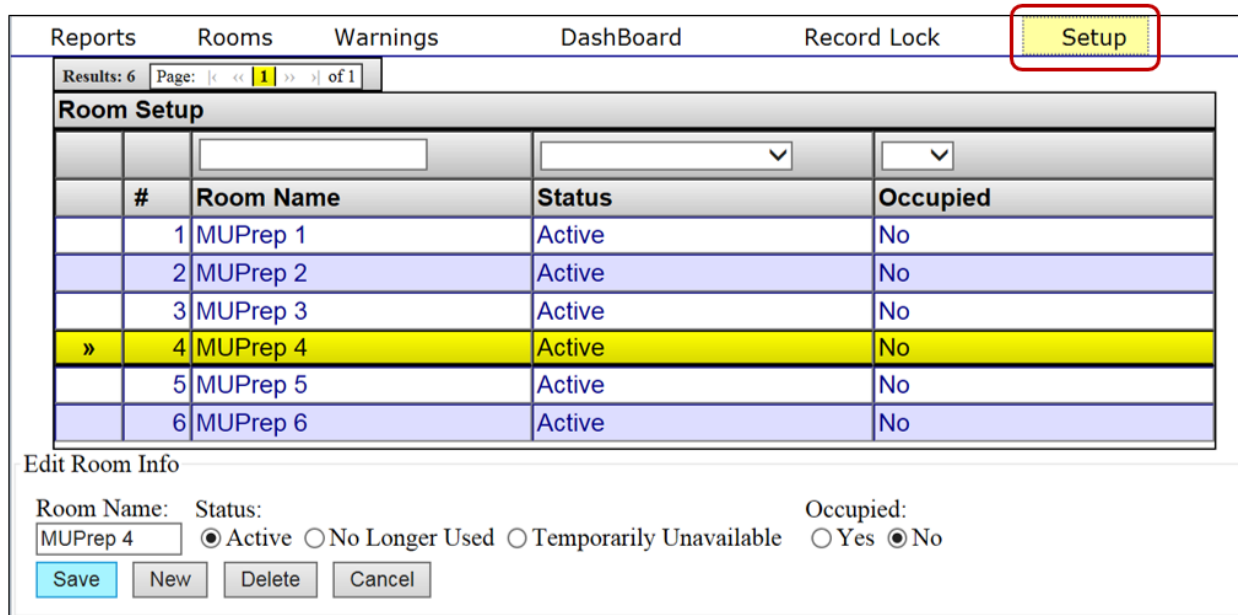 Reports Rooms Warnings DashBoard Record Lock Setup
Results: 6 Page: |‹ ‹‹ 1 ›› ›| of 1
Room Setup
# Room Name Status Occupied
1 MUPrep 1 Active No
2 MUPrep 2 Active No
3 MUPrep 3 Active No
» 4 MUPrep 4 Active No
5 MUPrep 5 Active No
6 MUPrep 6 Active No
Edit Room Info
Room Name: Status: Occupied:
MUPrep 4 Active No Longer Used Temporarily Unavailable Yes No
Save New Delete Cancel